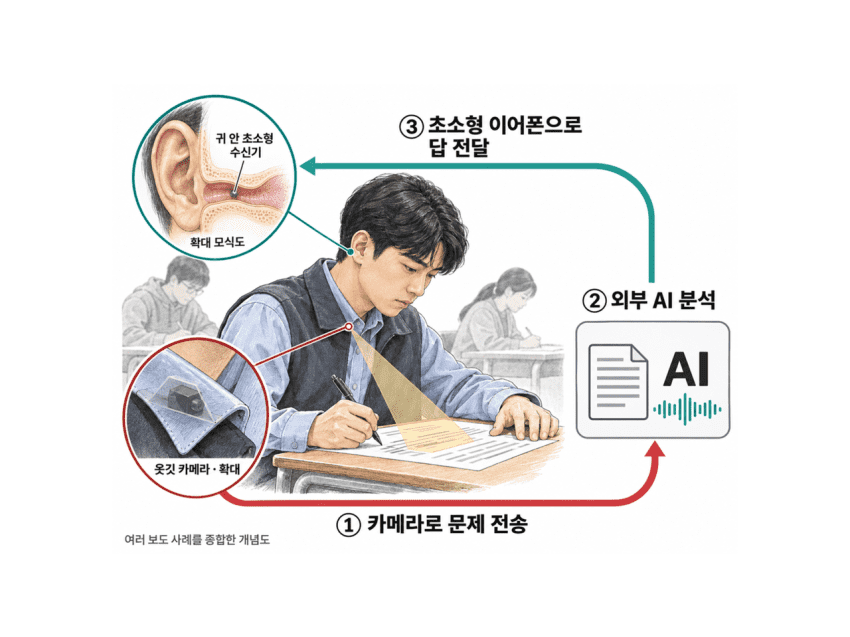 ③ 초소형 이어폰으로
답 전달
귀 안 초소형
수신기
확대 모식도
② 외부 AI 분석
AI
옷깃 카메라 · 확대
① 카메라로 문제 전송
여러 보도 사례를 종합한 개념도